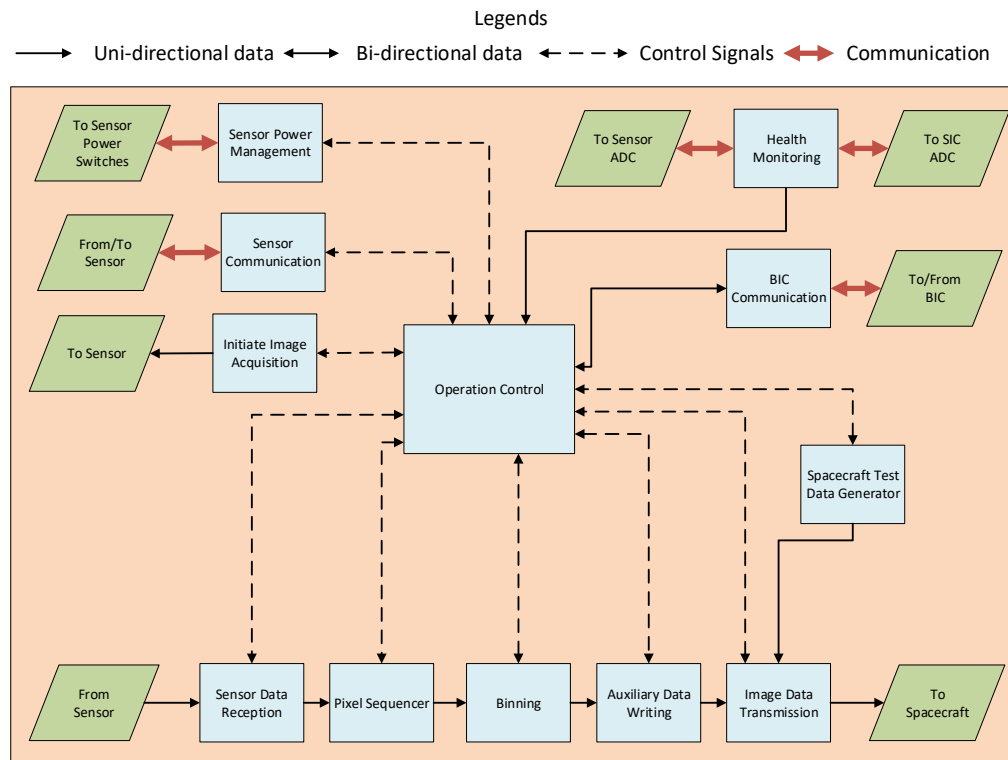 Legends
Uni-directional data
Bi-directional data
Control Signals
Communication
To Sensor
Power
Switches
Sensor Power
Management
To Sensor
ADC
Health
Monitoring
To SIC
ADC
From/To
Sensor
Sensor
Communication
BIC
Communication
To/From
BIC
To Sensor
Initiate Image
Acquisition
Operation Control
Spacecraft Test
Data Generator
From
Sensor
Sensor Data
Reception
Pixel Sequencer
Binning
Auxiliary Data
Writing
Image Data
Transmission
To
Spacecraft